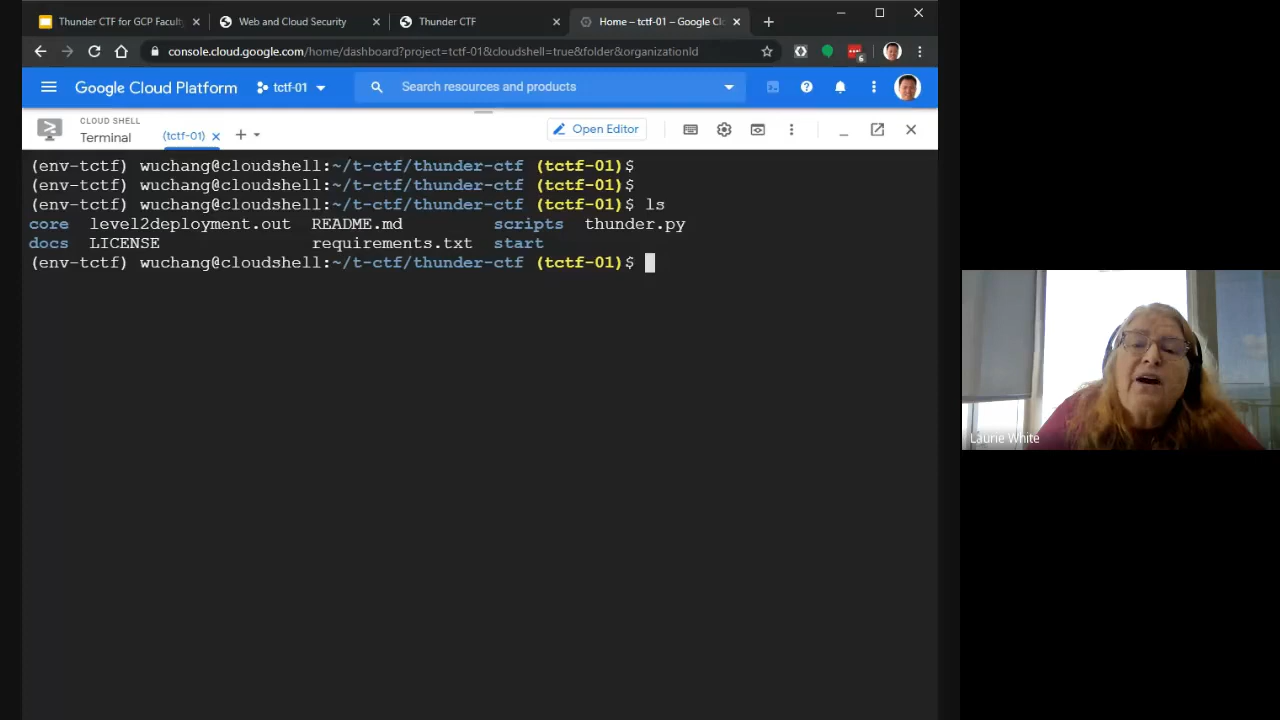 Thunder CTF for GCP Facult
Web and Cloud Security
Thunder CTF
Home – tctf-01 – Google Cl
console.cloud.google.com/home/dashboard?project=tctf-01&cloudshell=true&folder&organizationId
6
Google Cloud Platform
tctf-01
Search resources and products
CLOUD SHELL
Terminal
(tctf-01)
Open Editor
(env-tctf) wuchang@cloudshell:~/t-ctf/thunder-ctf (tctf-01)$
(env-tctf) wuchang@cloudshell:~/t-ctf/thunder-ctf (tctf-01)$
(env-tctf) wuchang@cloudshell:~/t-ctf/thunder-ctf (tctf-01)$ ls
core level2deployment.out README.md scripts thunder.py
docs LICENSE requirements.txt start
(env-tctf) wuchang@cloudshell:~/t-ctf/thunder-ctf (tctf-01)$
Laurie White